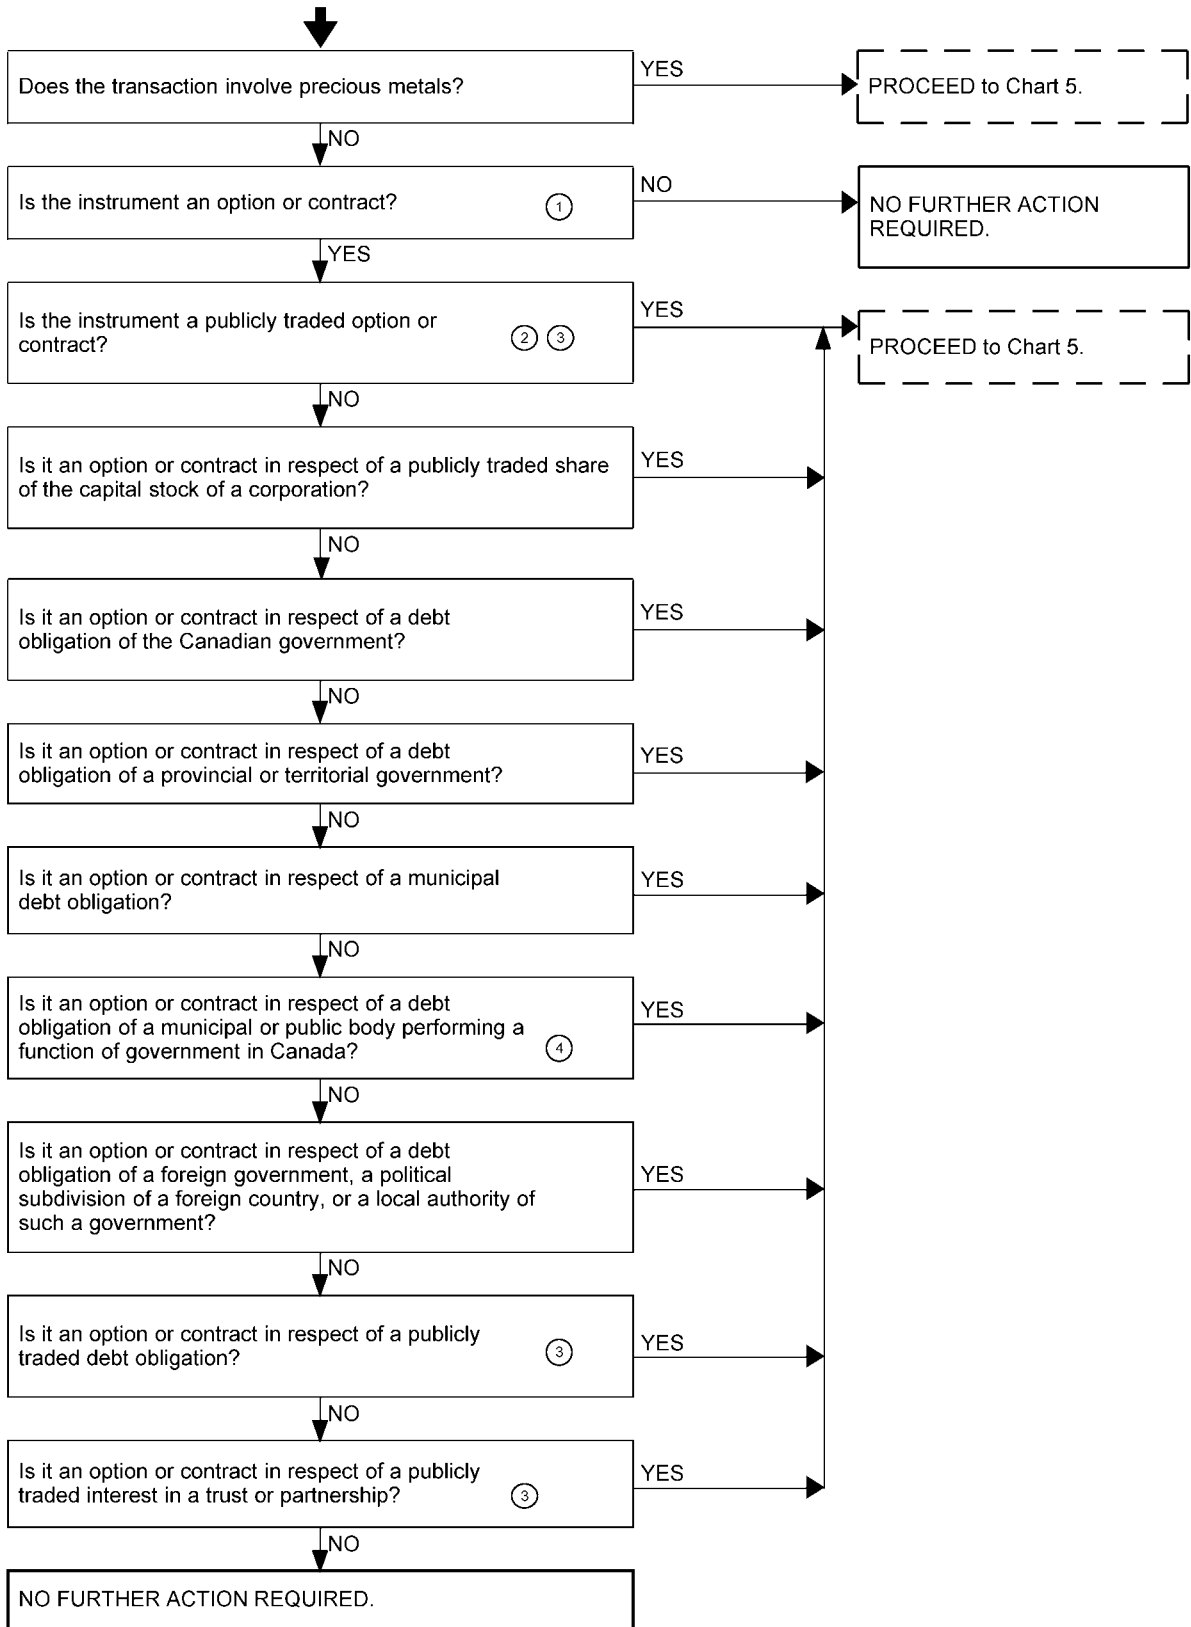 Does the transaction involve precious metals?
YES
PROCEED to Chart 5.
NO
Is the instrument an option or contract?
①
NO
NO FURTHER ACTION
REQUIRED.
YES
Is the instrument a publicly traded option or
contract?
② ③
YES
PROCEED to Chart 5.
NO
Is it an option or contract in respect of a publicly traded share
of the capital stock of a corporation?
YES
NO
Is it an option or contract in respect of a debt
obligation of the Canadian government?
YES
NO
Is it an option or contract in respect of a debt
obligation of a provincial or territorial government?
YES
NO
Is it an option or contract in respect of a municipal
debt obligation?
YES
NO
Is it an option or contract in respect of a debt
obligation of a municipal or public body performing a
function of government in Canada?
④
YES
NO
Is it an option or contract in respect of a debt
obligation of a foreign government, a political
subdivision of a foreign country, or a local authority of
such a government?
YES
NO
Is it an option or contract in respect of a publicly
traded debt obligation?
③
YES
NO
Is it an option or contract in respect of a publicly
traded interest in a trust or partnership?
③
YES
NO
NO FURTHER ACTION REQUIRED.